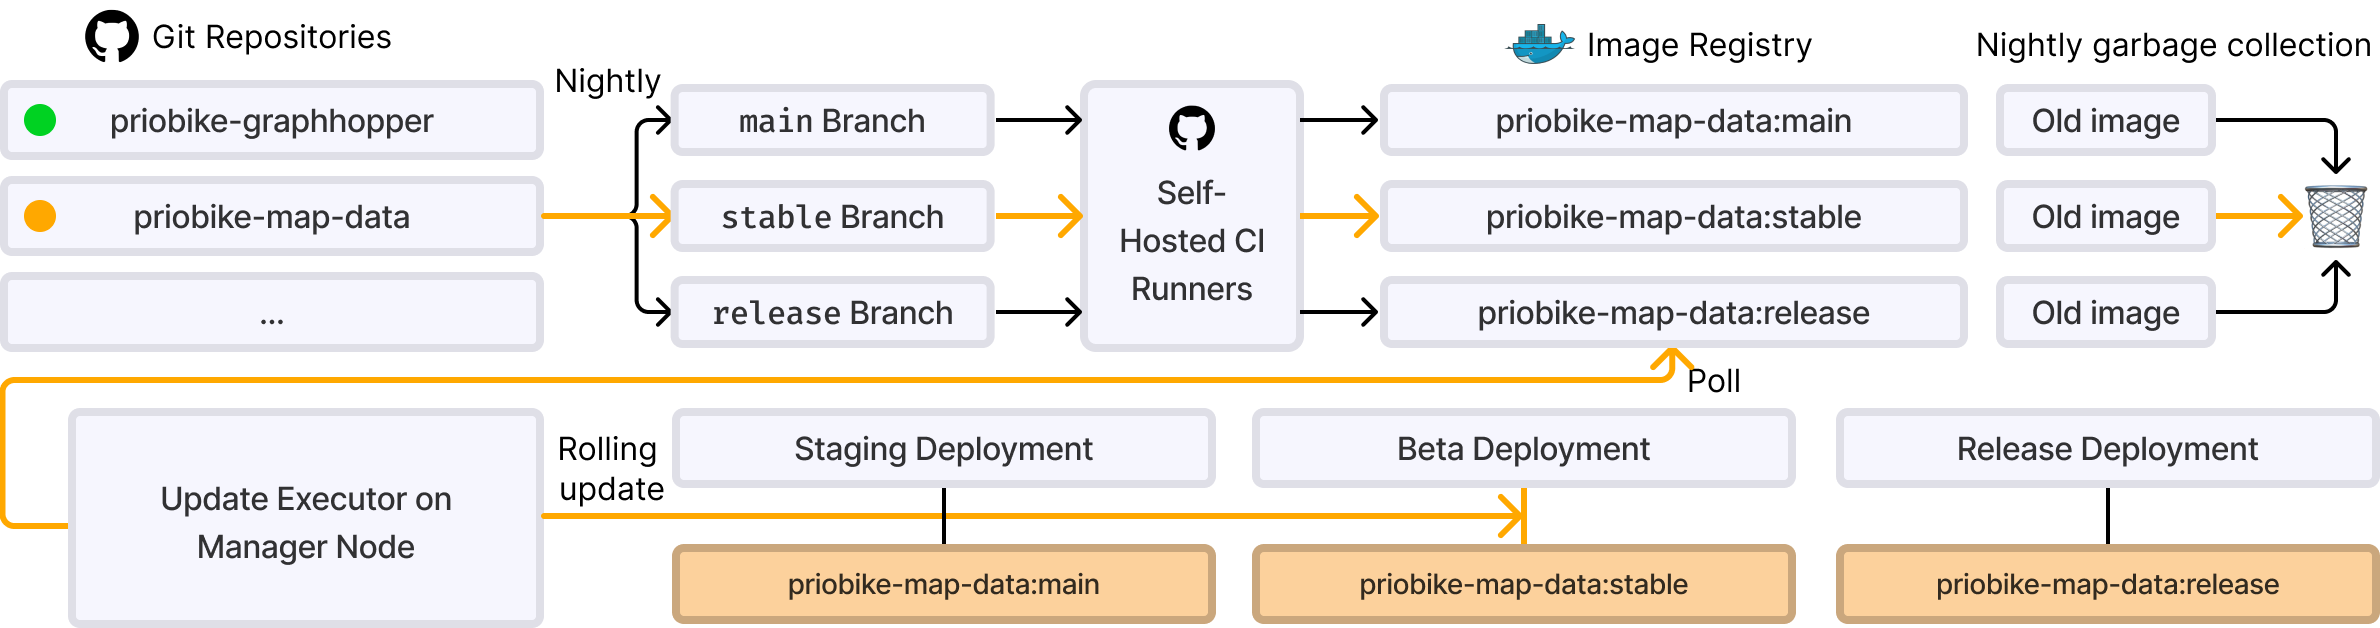 Git Repositories
Image Registry
Nightly garbage collection
Nightly
priobike-graphhopper
main Branch
priobike-map-data:main
Old image
priobike-map-data
stable Branch
Self-
Hosted CI
Runners
priobike-map-data:stable
Old image
...
release Branch
priobike-map-data:release
Old image
Poll
Update Executor on
Manager Node
Rolling
update
Staging Deployment
Beta Deployment
Release Deployment
priobike-map-data:main
priobike-map-data:stable
priobike-map-data:release